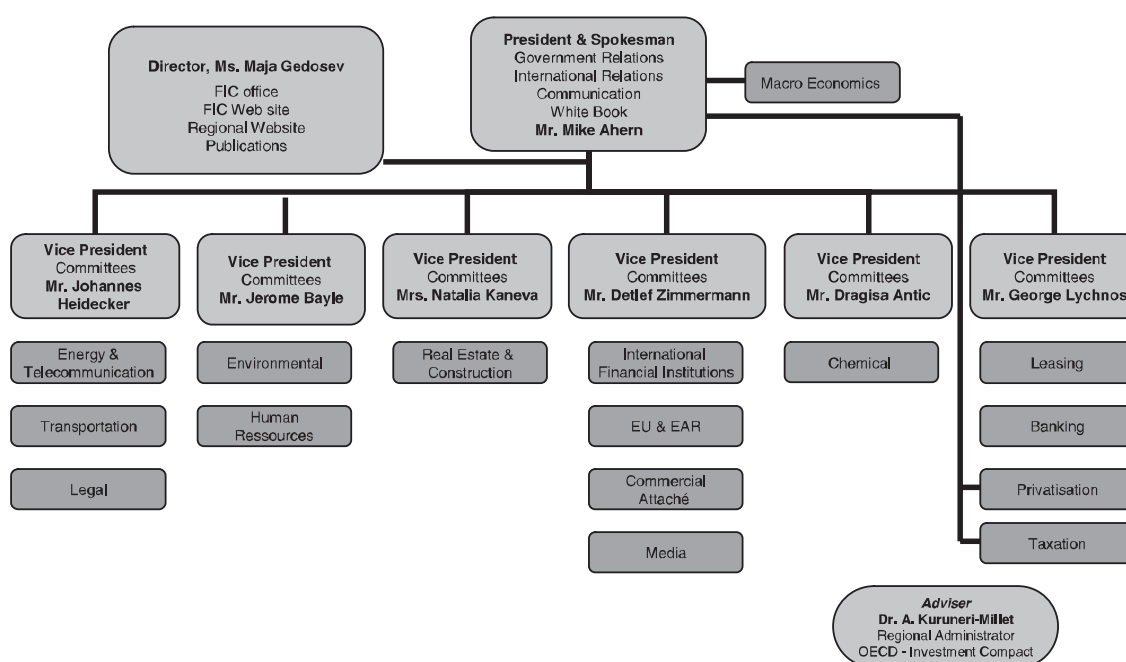 Director, Ms. Maja Gedosev
FIC office
FIC Web site
Regional Website
Publications
President & Spokesman
Government Relations
International Relations
Communication
White Book
Mr. Mike Ahern
Macro Economics
Vice President
Committees
Mr. Johannes
Heidecker
Vice President
Committees
Mr. Jerome Bayle
Vice President
Committees
Mrs. Natalia Kaneva
Vice President
Committees
Mr. Detlef Zimmermann
Vice President
Committees
Mr. Dragisa Antic
Vice President
Committees
Mr. George Lychnos
Energy &
Telecommunication
Transportation
Legal
Environmental
Human
Ressources
Real Estate &
Construction
International
Financial Institutions
EU & EAR
Commercial
Attaché
Media
Chemical
Leasing
Banking
Privatisation
Taxation
Adviser
Dr. A. Kuruneri-Millet
Regional Administrator
OECD - Investment Compact